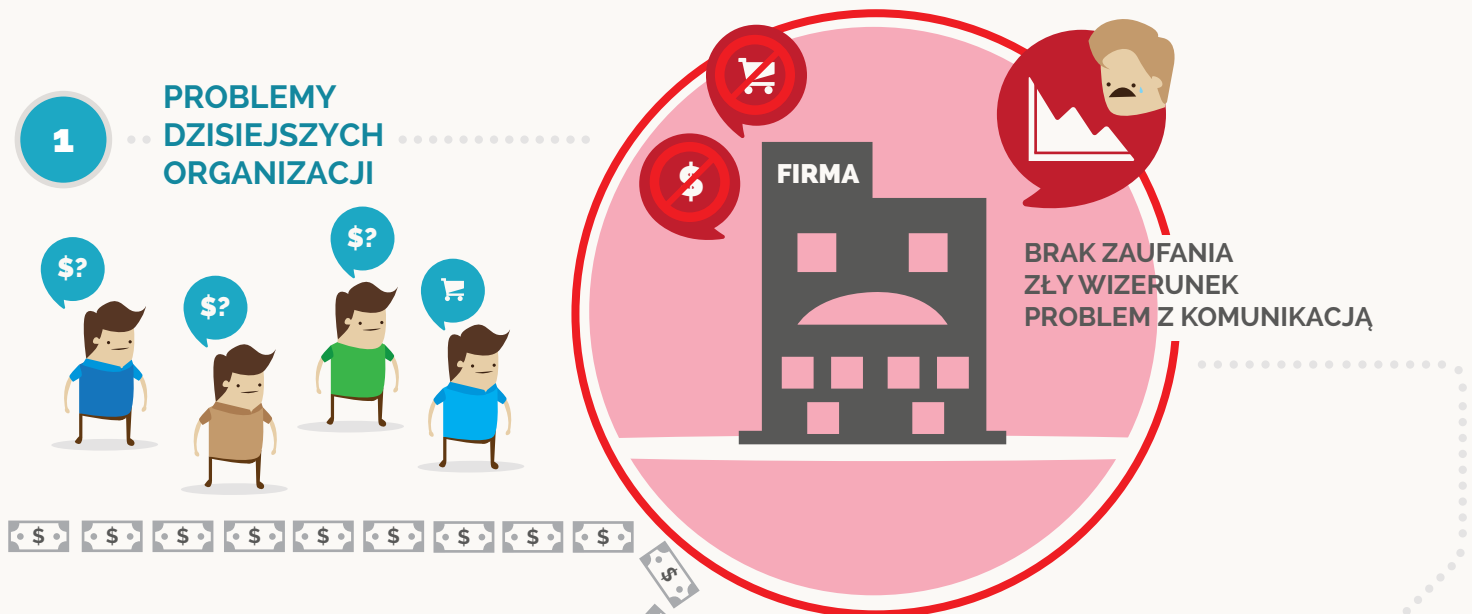 1
PROBLEMY
DZISIEJSZYCH
ORGANIZACJI
$?
$?
$?
$
FIRMA
BRAK ZAUFANIA
ZŁY WIZERUNEK
PROBLEM Z KOMUNIKACJĄ
$ $ $ $ $ $ $ $ $
$